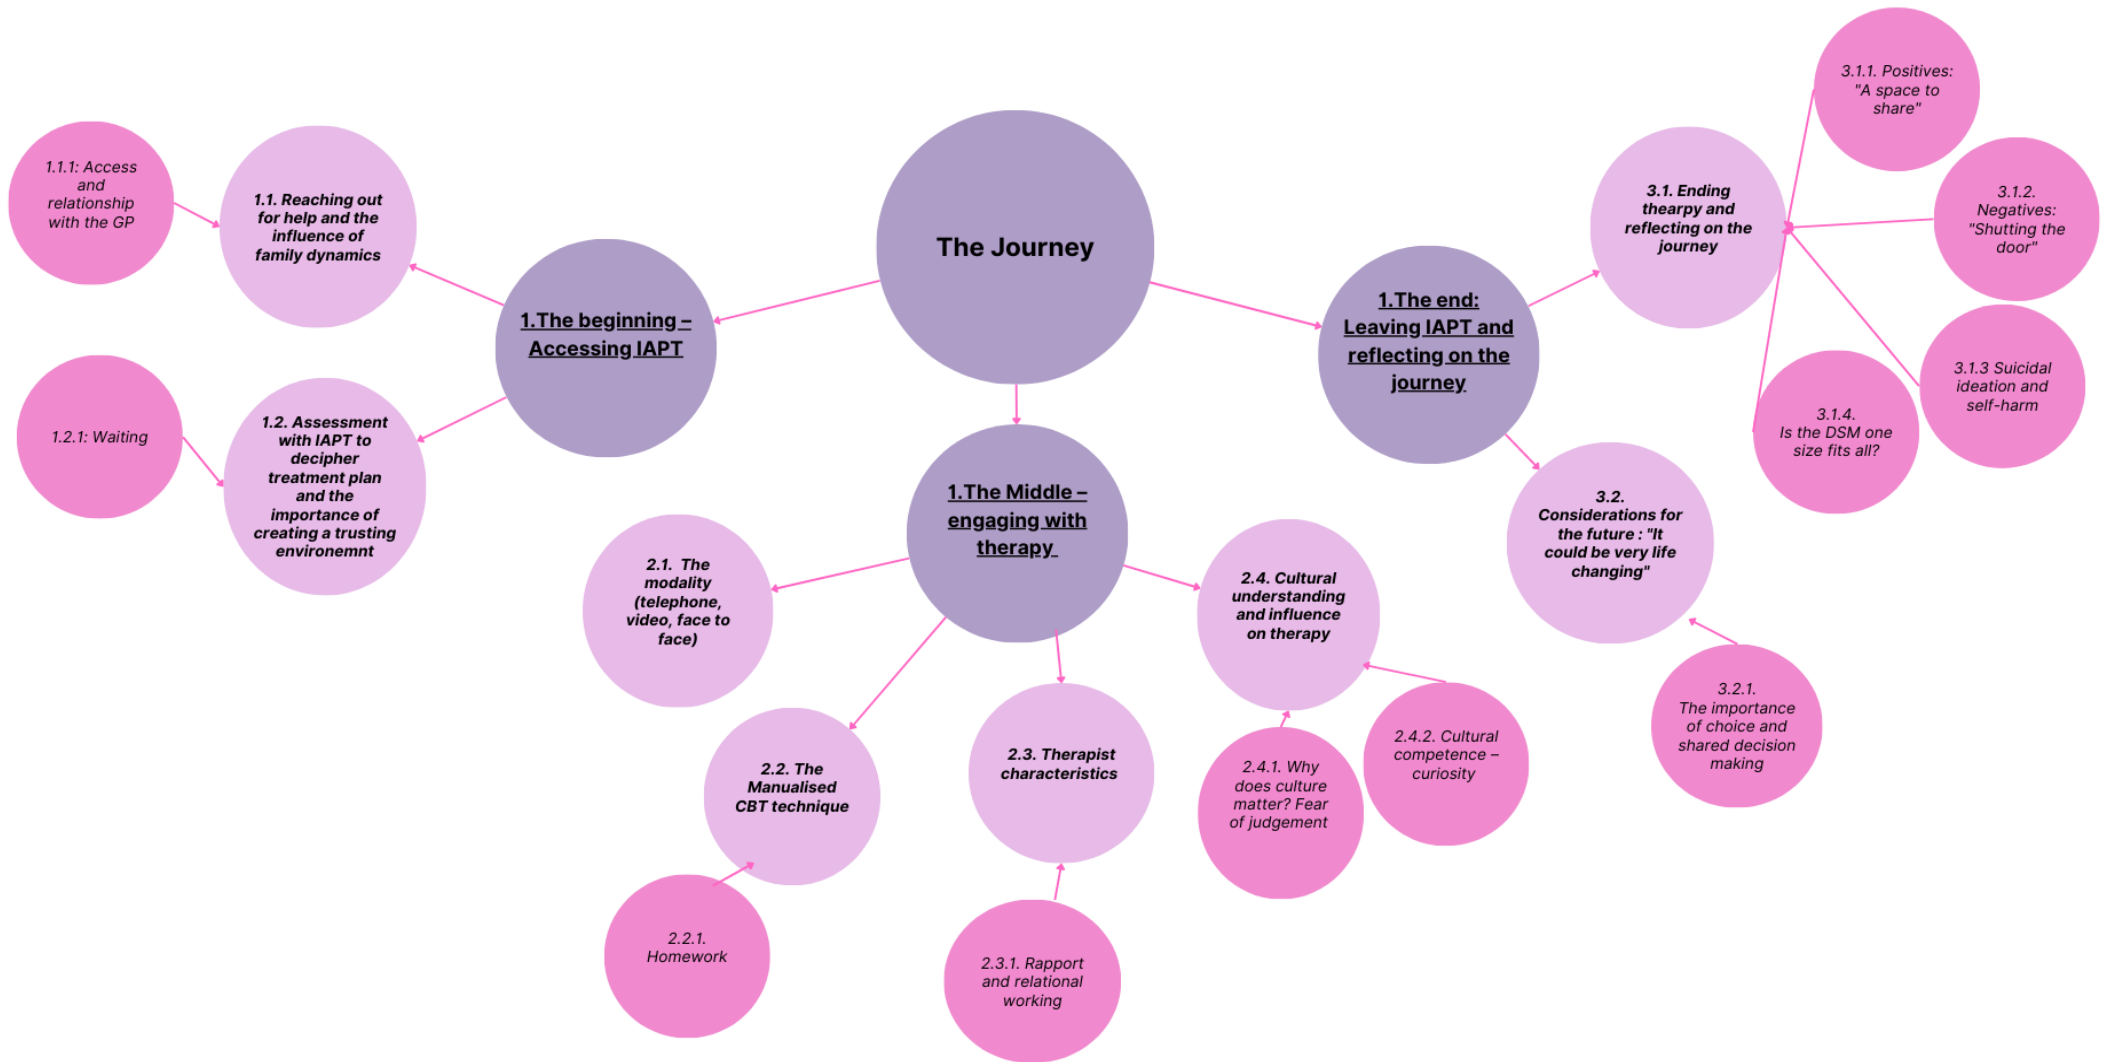 The Journey
1.The beginning –
Accessing IAPT
1.1. Reaching out
for help and the
influence of
family dynamics
1.1.1: Access
and
relationship
with the GP
1.2. Assessment
with IAPT to
decipher
treatment plan
and the
importance of
creating a trusting
environemnt
1.2.1: Waiting
1.The Middle –
engaging with
therapy
2.1. The
modality
(telephone,
video, face to
face)
2.2. The
Manualised
CBT technique
2.2.1.
Homework
2.3. Therapist
characteristics
2.3.1. Rapport
and relational
working
2.4. Cultural
understanding
and influence
on therapy
2.4.1. Why
does culture
matter? Fear
of judgement
2.4.2. Cultural
competence –
curiosity
1.The end:
Leaving IAPT and
reflecting on the
journey
3.1. Ending
thearpy and
reflecting on the
journey
3.1.1. Positives:
"A space to
share"
3.1.2.
Negatives:
"Shutting the
door"
3.1.3 Suicidal
ideation and
self-harm
3.1.4.
Is the DSM one
size fits all?
3.2.
Considerations for
the future : "It
could be very life
changing"
3.2.1.
The importance
of choice and
shared decision
making